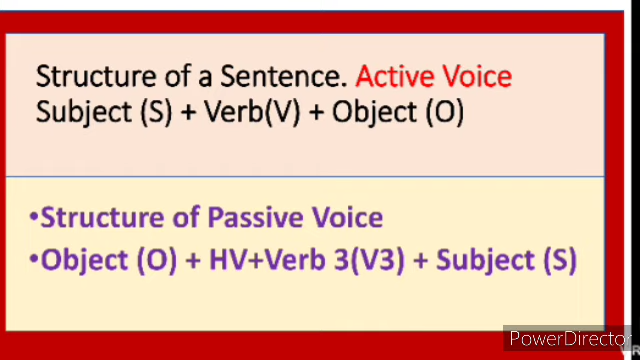 Structure of a Sentence. Active Voice
Subject (S) + Verb(V) + Object (O)
•Structure of Passive Voice
•Object (O) + HV+Verb 3(V3) + Subject (S)
PowerDirector